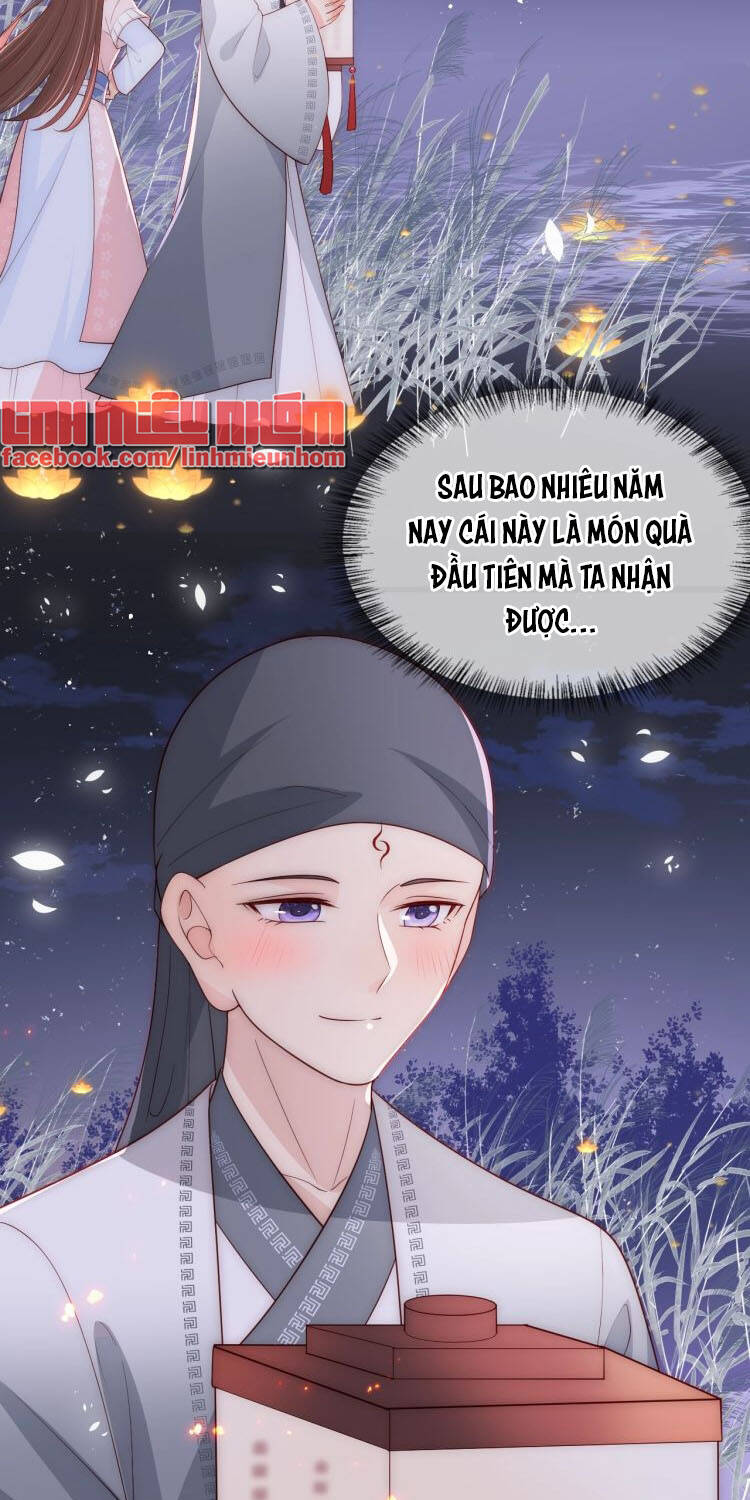 LINH MIÊU NHÓM
facebook.com/linhmieunhom
SAU BAO NHIÊU NĂM
NAY CÁI NÀY LÀ MÓN QUÀ
ĐẦU TIÊN MÀ TA NHẬN
ĐƯỢC...